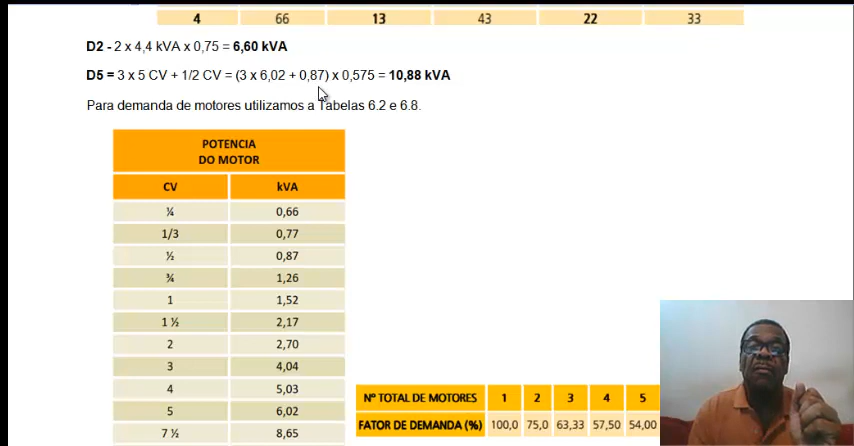 4 66 13 43 22 33
D2 - 2 x 4,4 kVA x 0,75 = 6,60 kVA
D5 = 3 x 5 CV + 1/2 CV = (3 x 6,02 + 0,87) x 0,575 = 10,88 kVA
Para demanda de motores utilizamos a Tabelas 6.2 e 6.8.
POTENCIA
DO MOTOR
CV kVA
¼ 0,66
1/3 0,77
½ 0,87
¾ 1,26
1 1,52
1 ½ 2,17
2 2,70
3 4,04
4 5,03
5 6,02
7 ½ 8,65
Nº TOTAL DE MOTORES 1 2 3 4 5
FATOR DE DEMANDA (%) 100,0 75,0 63,33 57,50 54,00